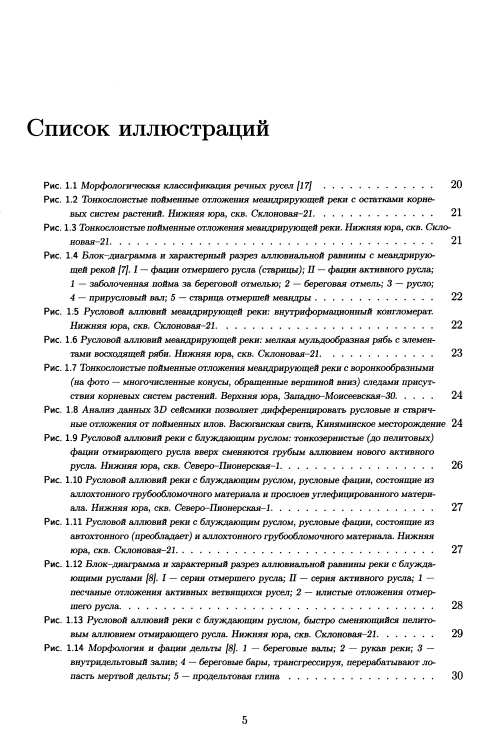 Список иллюстраций
Рис. 1.1 Морфологическая классификация речных русел [17] . . . . . . . . . . . . . 20
Рис. 1.2 Тонкослоистые пойменные отложения меандрирующей реки с остатками корне-
вых систем растений. Нижняя юра, скв. Склоновая–21. . . . . . . . . . . . . . 21
Рис. 1.3 Тонкослоистые пойменные отложения меандрирующей реки. Нижняя юра, скв. Скло-
новая–21. . . . . . . . . . . . . . . . . . . . . . . . . . . . . . . . . 21
Рис. 1.4 Блок–диаграмма и характерный разрез аллювиальной равнины с меандрирую-
щей рекой [7]. I — фации отмершего русла (старицы); II — фации активного русла;
1 — заболоченная пойма за береговой отмелью; 2 — береговая отмель; 3 — русло;
4 — прирусловый вал; 5 — старица отмершей меандры . . . . . . . . . . . . . . 22
Рис. 1.5 Русловой аллювий меандрирующей реки: внутриформационный конгломерат.
Нижняя юра, скв. Склоновая–21. . . . . . . . . . . . . . . . . . . . . . . . 22
Рис. 1.6 Русловой аллювий меандрирующей реки: мелкая мульдообразная рябь с элемен-
тами восходящей ряби. Нижняя юра, скв. Склоновая–21. . . . . . . . . . . . . 23
Рис. 1.7 Тонкослоистые пойменные отложения меандрирующей реки с воронкообразными
(на фото — многочисленные конусы, обращенные вершиной вниз) следами присут-
ствия корневых систем растений. Верхняя юра, Западно–Моисеевская–30. . . . . 24
Рис. 1.8 Анализ данных 3D сейсмики позволяет дифференцировать русловые и старич-
ные отложения от пойменных илов. Васюганская свита, Киняминское месторождение 24
Рис. 1.9 Русловой аллювий реки с блуждающим руслом: тонкозернистые (до пелитовых)
фации отмирающего русла вверх сменяются грубым аллювием нового активного
русла. Нижняя юра, скв. Северо–Пионерская–1. . . . . . . . . . . . . . . . . 26
Рис. 1.10 Русловой аллювий реки с блуждающим руслом, русловые фации, состоящие из
аллохтонного грубообломочного материала и прослоев углефицированного матери-
ала. Нижняя юра, скв. Северо–Пионерская–1. . . . . . . . . . . . . . . . . . 27
Рис. 1.11 Русловой аллювий реки с блуждающим руслом, русловые фации, состоящие из
автохтонного (преобладает) и аллохтонного грубообломочного материала. Нижняя
юра, скв. Склоновая–21. . . . . . . . . . . . . . . . . . . . . . . . . . . . 27
Рис. 1.12 Блок–диаграмма и характерный разрез аллювиальной равнины реки с блужда-
ющими руслами [8]. I — серия отмершего русла; II — серия активного русла; 1 —
песчаные отложения активных ветвящихся русел; 2 — илистые отложения отмер-
шего русла. . . . . . . . . . . . . . . . . . . . . . . . . . . . . . . . . 28
Рис. 1.13 Русловой аллювий реки с блуждающим руслом, быстро сменяющийся пелито-
вым аллювием отмирающего русла. Нижняя юра, скв. Склоновая–21. . . . . . . . 29
Рис. 1.14 Морфология и фации дельты [8]. 1 — береговые валы; 2 — рукав реки; 3 —
внутридельтовый залив; 4 — береговые бары, трансгрессируя, перерабатывают ло-
пасть мертвой дельты; 5 — продельтовая глина . . . . . . . . . . . . . . . . 30
5